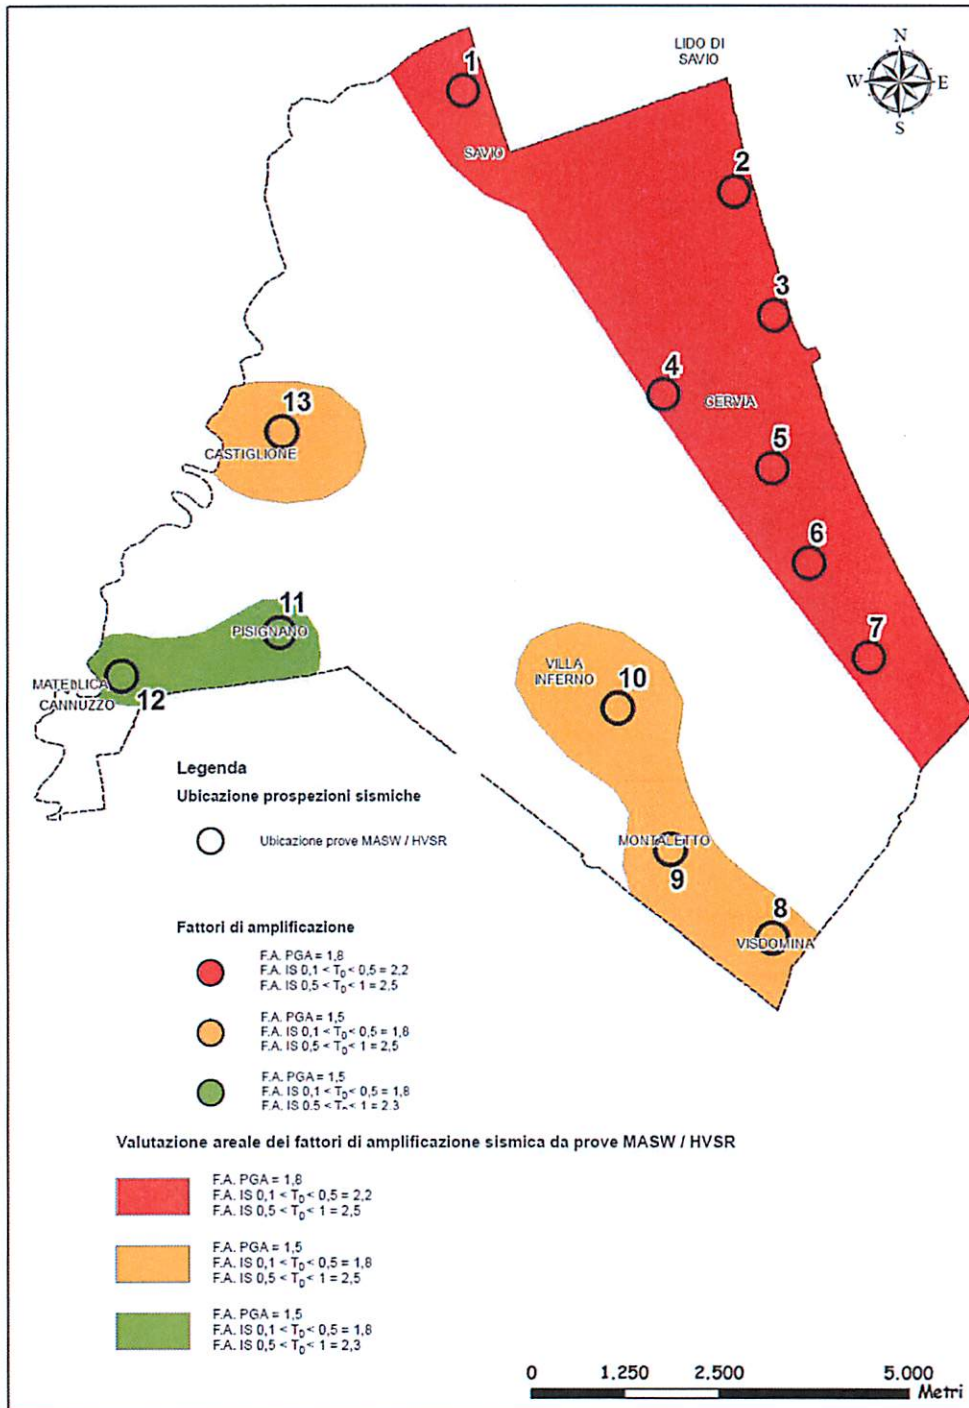 LIDO DI
SAVIO
N
W
E
S
1
SAVIO
2
3
4
CERVIA
5
6
7
13
CASTIGLIONE
11
PISIGNANO
MATELLICA
CANNUZZO
12
VILLA
INFERNO
10
MONTALETTO
9
8
VISDOMINA
Legenda
Ubicazione prospezioni sismiche
Ubicazione prove MASW / HVSR
Fattori di amplificazione
F.A. PGA = 1,8
F.A. IS 0,1 < T0 < 0,5 = 2,2
F.A. IS 0,5 < T0 < 1 = 2,5
F.A. PGA = 1,5
F.A. IS 0,1 < T0 < 0,5 = 1,8
F.A. IS 0,5 < T0 < 1 = 2,5
F.A. PGA = 1,5
F.A. IS 0,1 < T0 < 0,5 = 1,8
F.A. IS 0,5 < T0 < 1 = 2,3
Valutazione areale dei fattori di amplificazione sismica da prove MASW / HVSR
F.A. PGA = 1,8
F.A. IS 0,1 < T0 < 0,5 = 2,2
F.A. IS 0,5 < T0 < 1 = 2,5
F.A. PGA = 1,5
F.A. IS 0,1 < T0 < 0,5 = 1,8
F.A. IS 0,5 < T0 < 1 = 2,5
F.A. PGA = 1,5
F.A. IS 0,1 < T0 < 0,5 = 1,8
F.A. IS 0,5 < T0 < 1 = 2,3
0 1.250 2.500 5.000
Metri